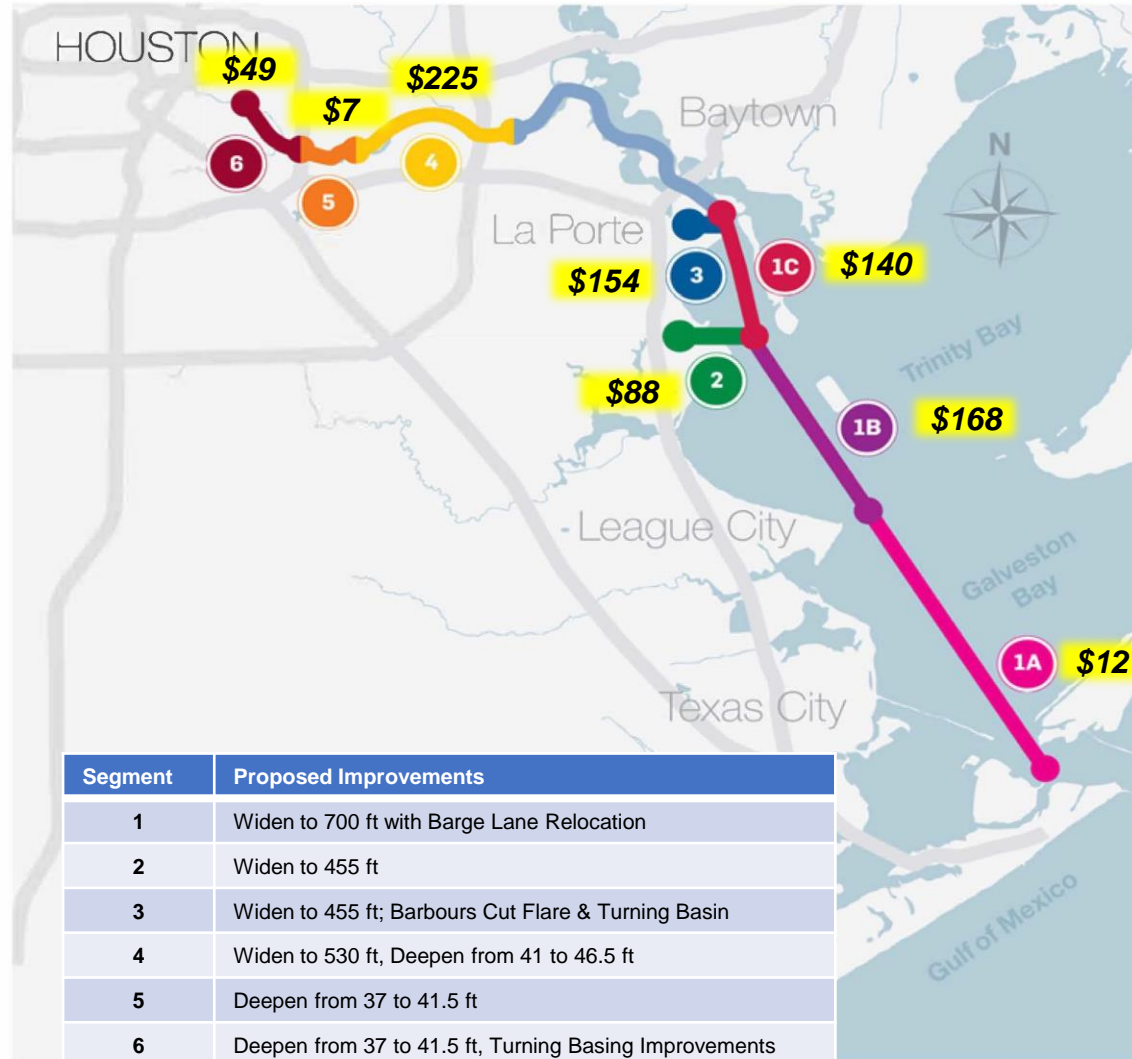 HOUSTON
$49
$7
$225
Baytown
N
6
5
4
La Porte
$154
3
1C
$140
Trinity Bay
$88
2
1B
$168
League City
Galveston
Bay
1A
$12
Texas City
Gulf of Mexico
Segment Proposed Improvements
1 Widen to 700 ft with Barge Lane Relocation
2 Widen to 455 ft
3 Widen to 455 ft; Barbours Cut Flare & Turning Basin
4 Widen to 530 ft, Deepen from 41 to 46.5 ft
5 Deepen from 37 to 41.5 ft
6 Deepen from 37 to 41.5 ft, Turning Basing Improvements